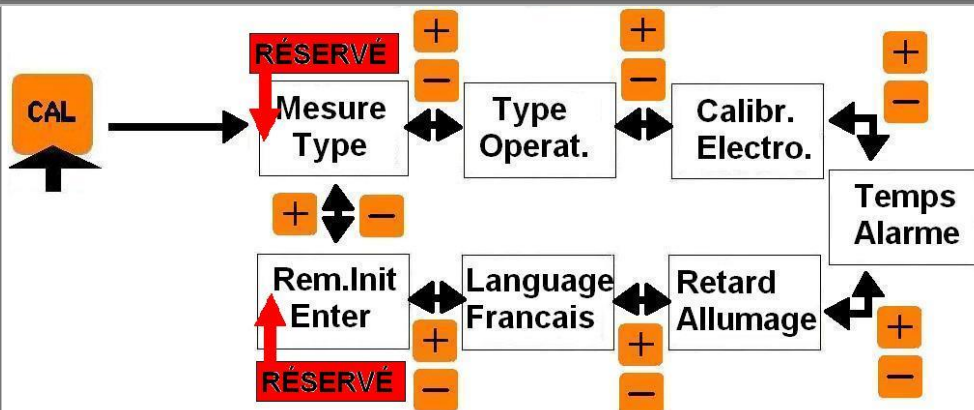 RÉSERVÉ
+
+
+
CAL
−
−
−
Mesure
Type
Type
Operat.
Calibr.
Electro.
Temps
Alarme
+
−
Rem.Init
Enter
Language
Francais
Retard
Allumage
+
+
+
RÉSERVÉ
−
−
−